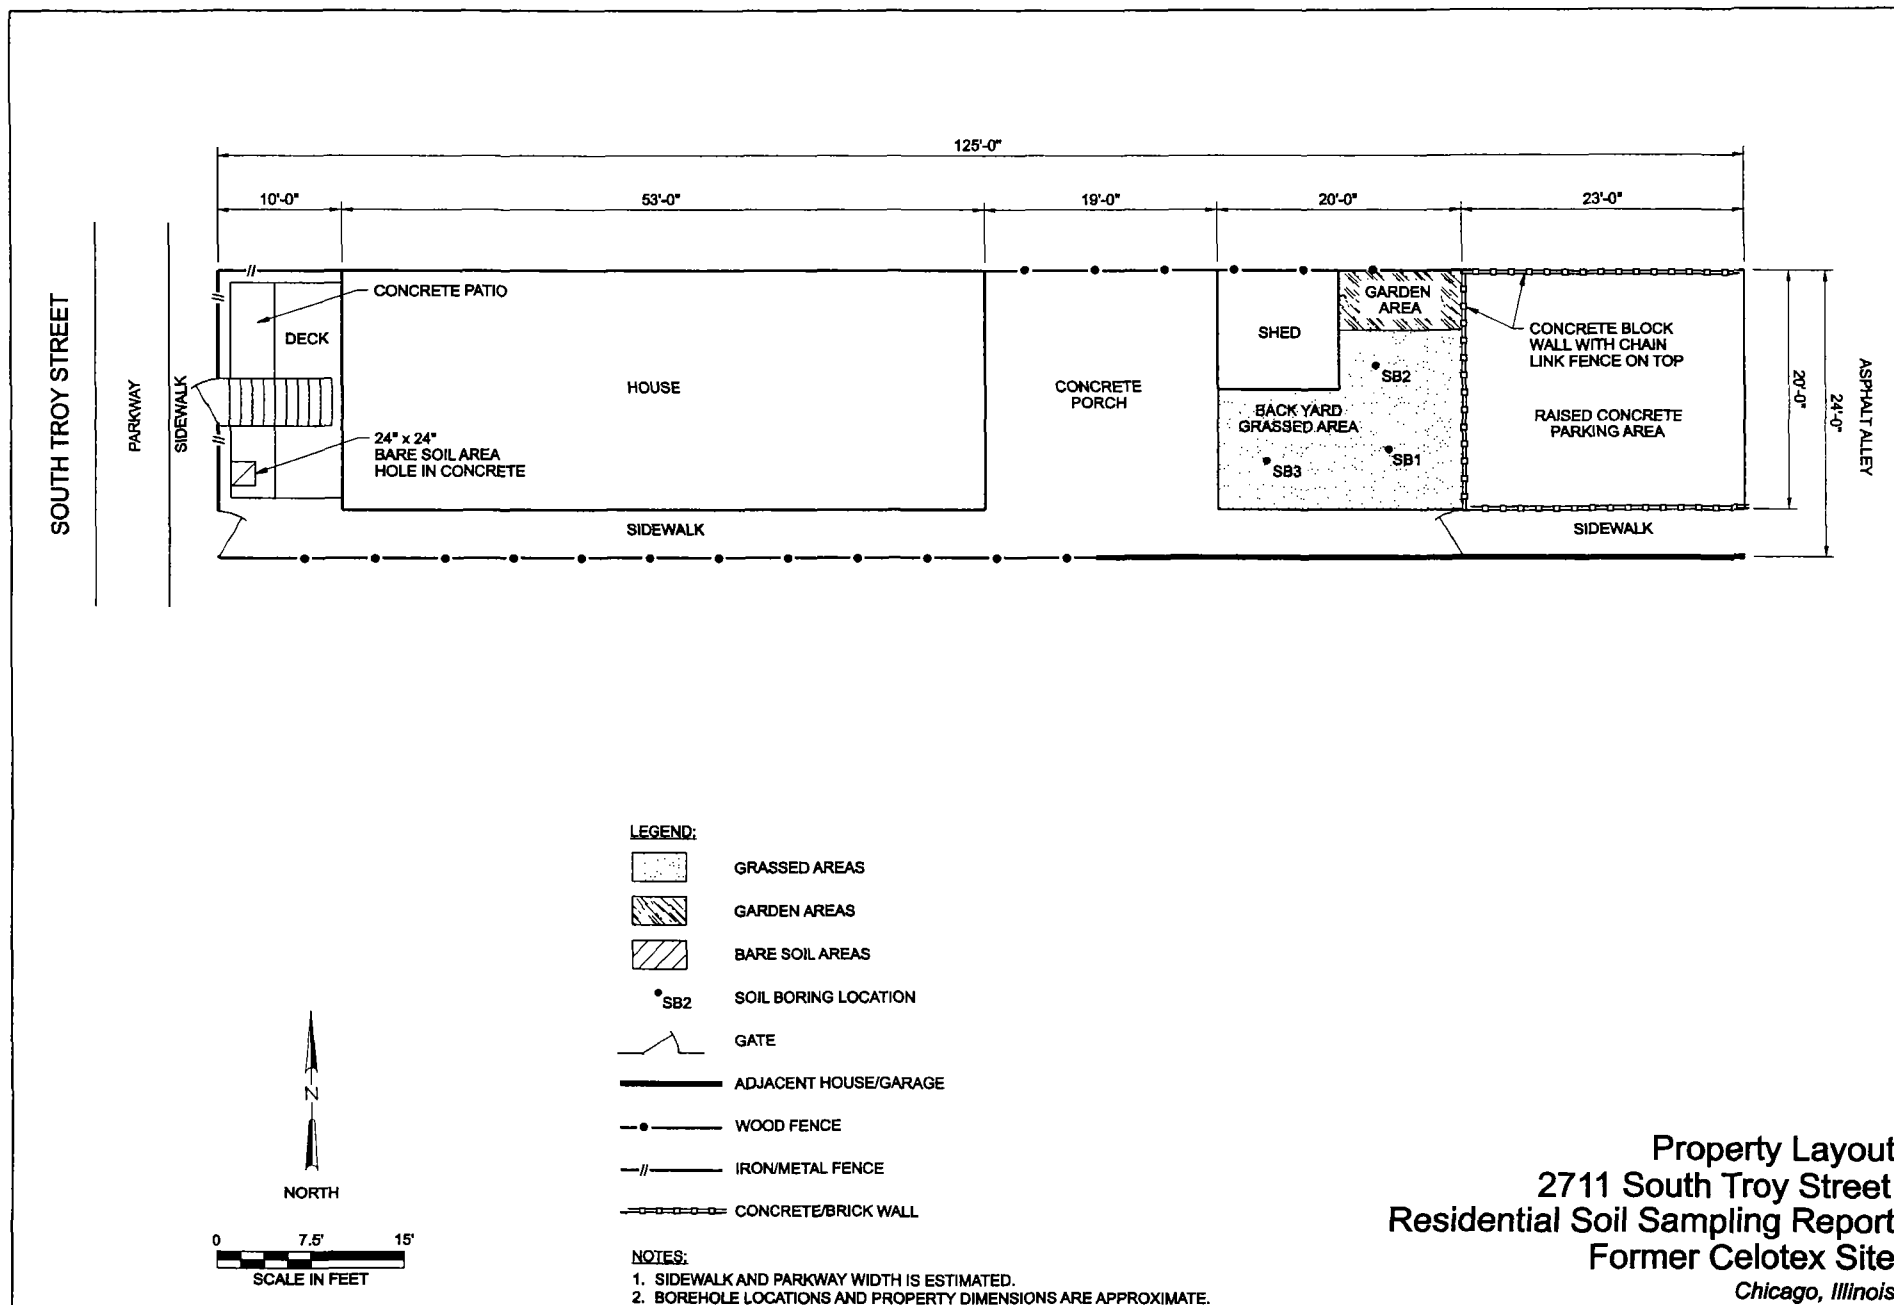 125'-0"
10'-0"
53'-0"
19'-0"
20'-0"
23'-0"
SOUTH TROY STREET
PARKWAY
SIDEWALK
CONCRETE PATIO
DECK
24" x 24"
BARE SOIL AREA
HOLE IN CONCRETE
HOUSE
SIDEWALK
CONCRETE
PORCH
SHED
GARDEN
AREA
SB2
BACK YARD
GRASSED AREA
SB1
SB3
CONCRETE BLOCK
WALL WITH CHAIN
LINK FENCE ON TOP
RAISED CONCRETE
PARKING AREA
SIDEWALK
20'-0"
24'-0"
ASPHALT ALLEY
LEGEND:
GRASSED AREAS
GARDEN AREAS
BARE SOIL AREAS
SB2 SOIL BORING LOCATION
GATE
ADJACENT HOUSE/GARAGE
WOOD FENCE
IRON/METAL FENCE
CONCRETE/BRICK WALL
NOTES:
1. SIDEWALK AND PARKWAY WIDTH IS ESTIMATED.
2. BOREHOLE LOCATIONS AND PROPERTY DIMENSIONS ARE APPROXIMATE.
N
NORTH
0 7.5' 15'
SCALE IN FEET
Property Layout
2711 South Troy Street
Residential Soil Sampling Report
Former Celotex Site
Chicago, Illinois